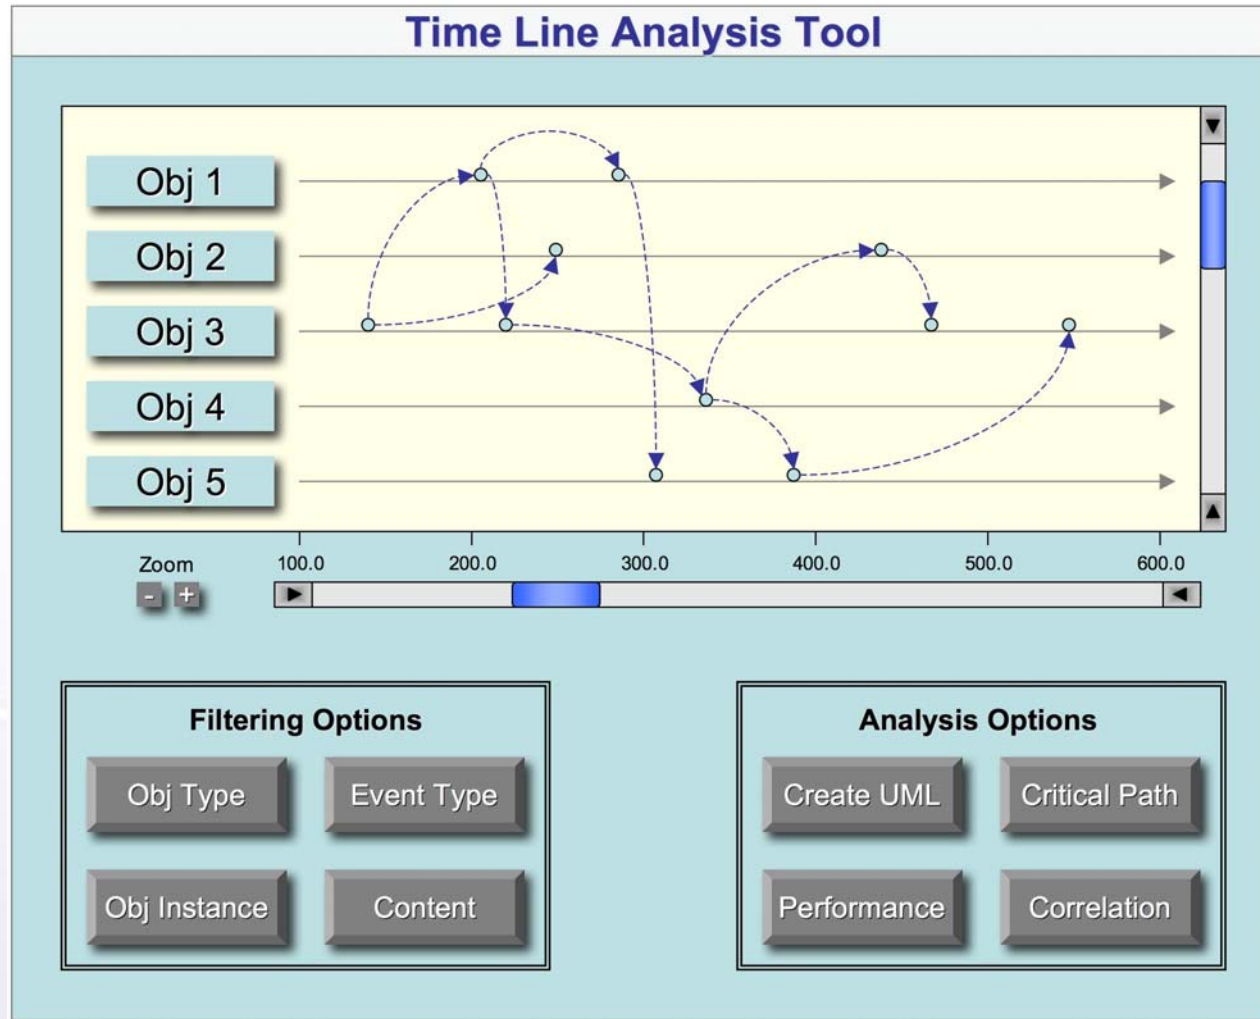 Time Line Analysis Tool
Obj 1
Obj 2
Obj 3
Obj 4
Obj 5
100.0 200.0 300.0 400.0 500.0 600.0
Zoom
- +
Filtering Options
Obj Type Event Type
Obj Instance Content
Analysis Options
Create UML Critical Path
Performance Correlation